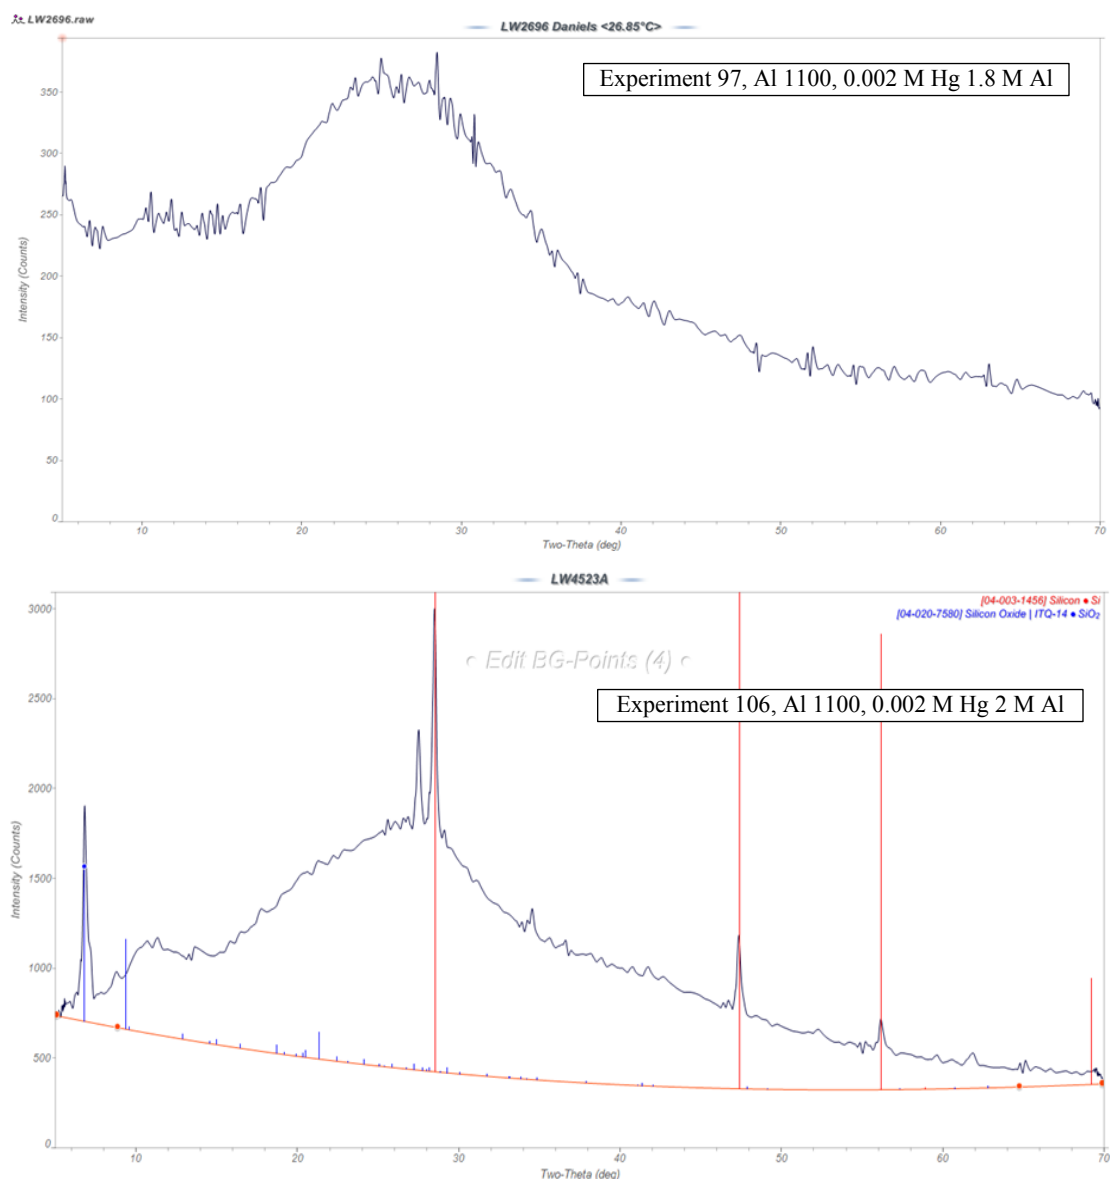 LW2696.raw
LW2696 Daniels <26.85°C>
Experiment 97, Al 1100, 0.002 M Hg 1.8 M Al
Intensity (Counts)
350
300
250
200
150
100
50
0
10 20 30 40 50 60 70
Two-Theta (deg)
LW4523A
[04-003-1456] Silicon • Si
[04-020-7580] Silicon Oxide | ITQ-14 • SiO₂
Edit BG-Points (4)
Experiment 106, Al 1100, 0.002 M Hg 2 M Al
Intensity (Counts)
3000
2500
2000
1500
1000
500
0
10 20 30 40 50 60 70
Two-Theta (deg)